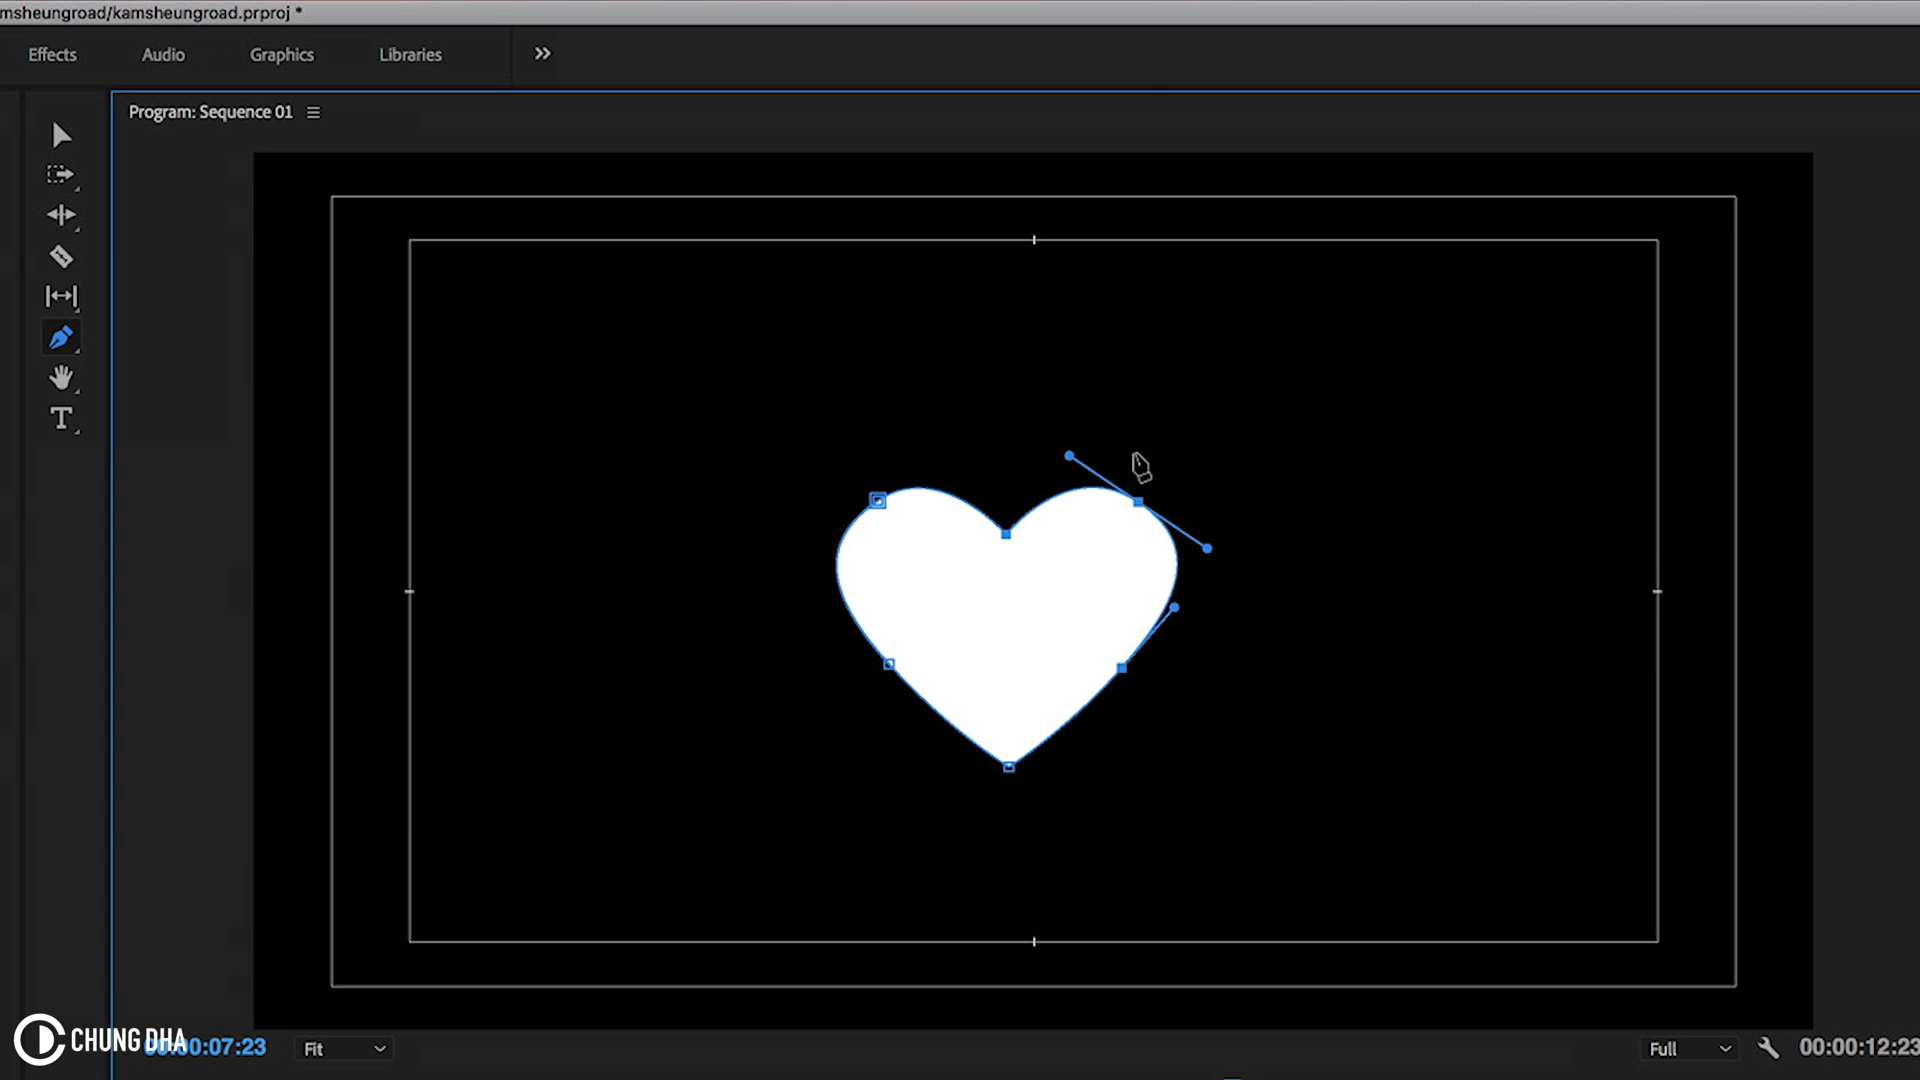 msheungroad/kamsheungroad.prproj *
Effects Audio Graphics Libraries
Program: Sequence 01
T
CHUNG DHA
:07:23 Fit Full 00:00:12:23